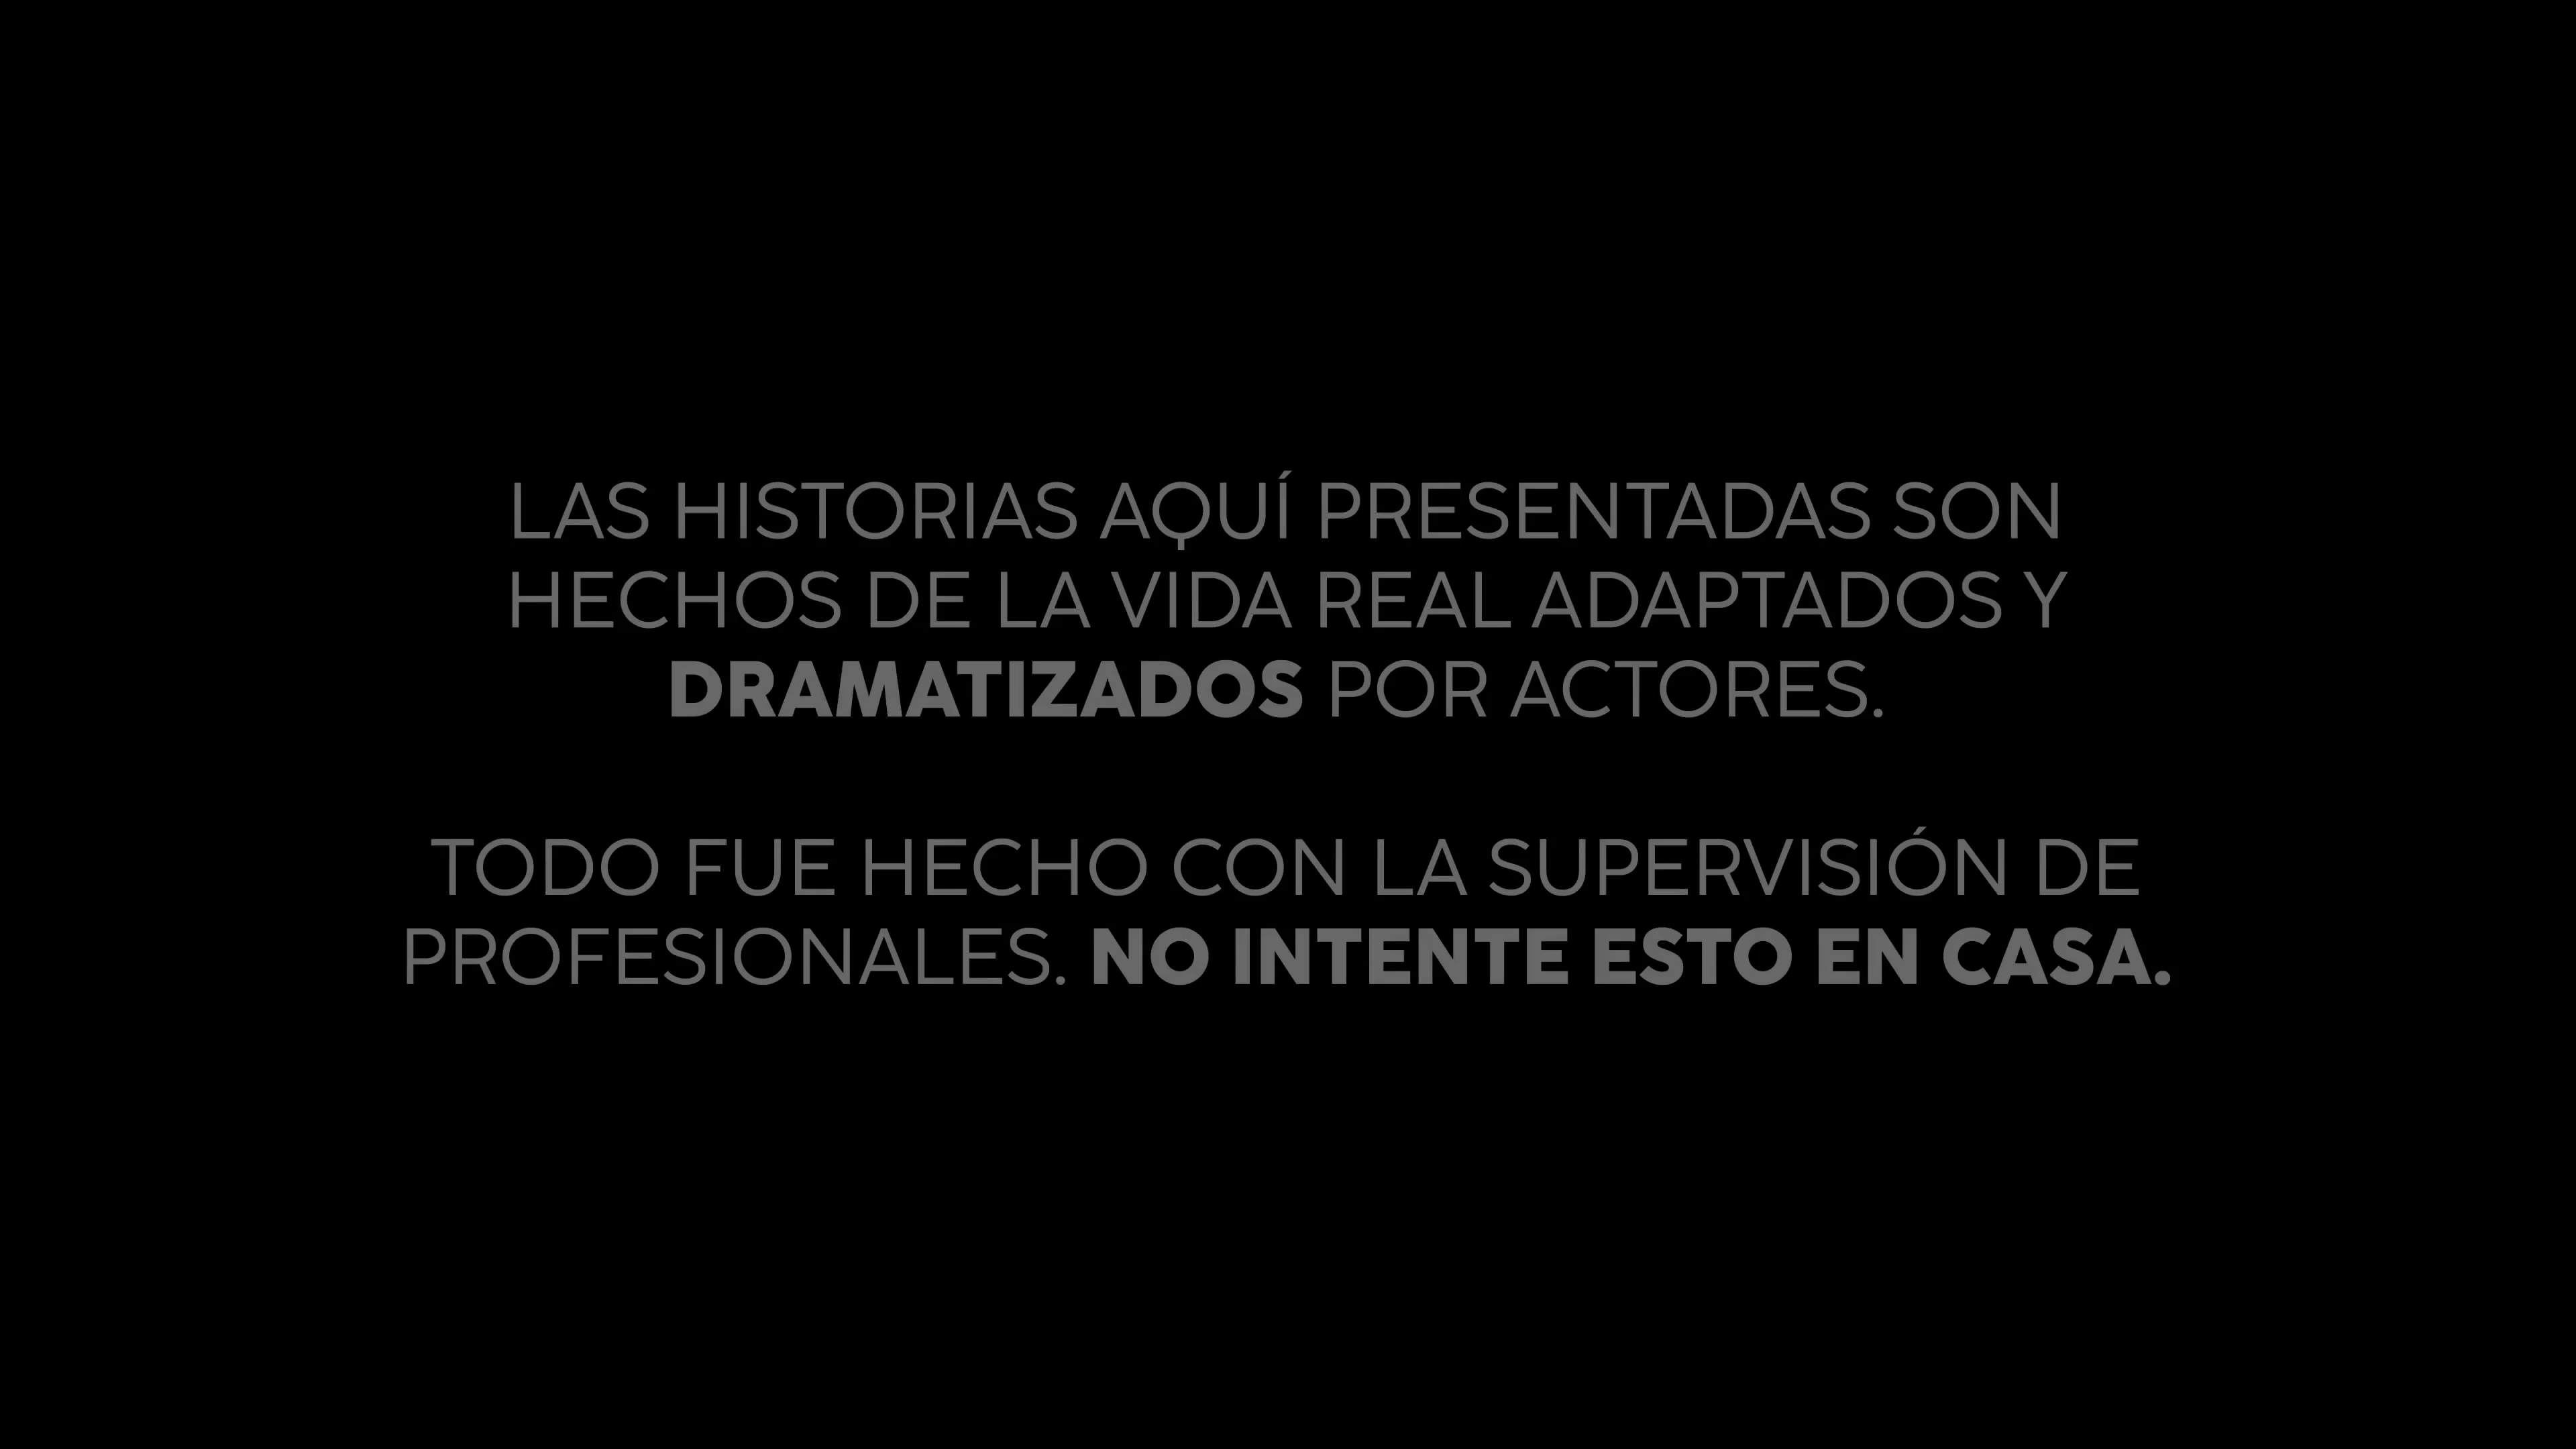 LAS HISTORIAS AQUÍ PRESENTADAS SON
HECHOS DE LA VIDA REAL ADAPTADOS Y
DRAMATIZADOS POR ACTORES.
TODO FUE HECHO CON LA SUPERVISIÓN DE
PROFESIONALES. NO INTENTE ESTO EN CASA.